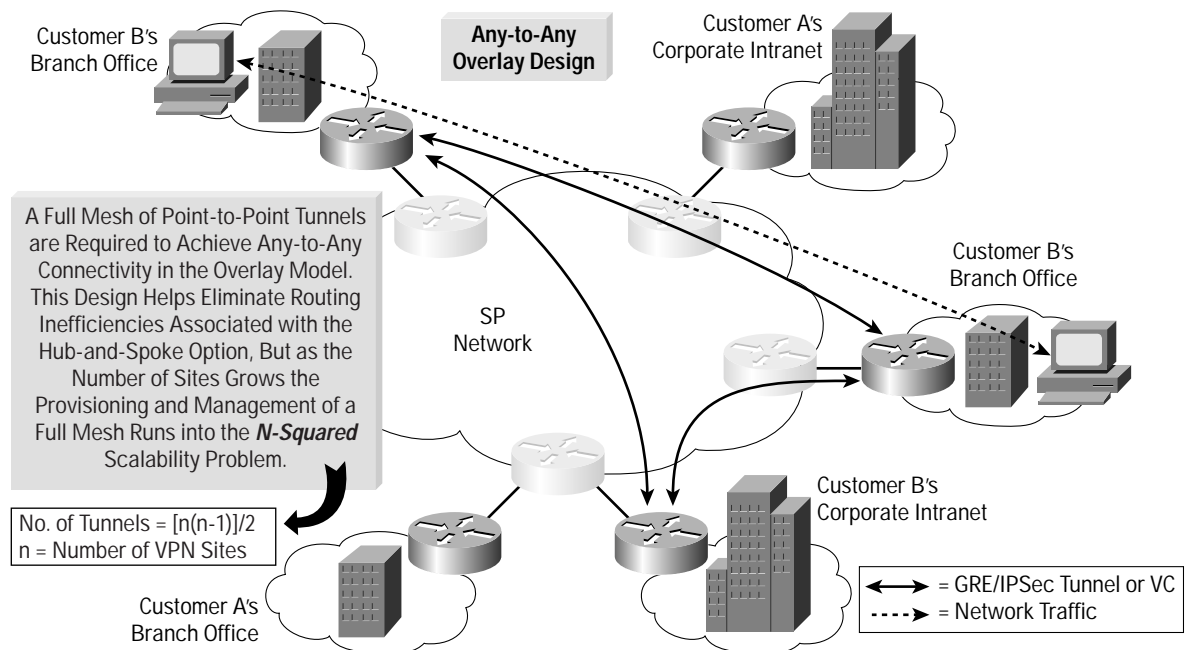 Customer B's
Branch Office
Any-to-Any
Overlay Design
Customer A's
Corporate Intranet
A Full Mesh of Point-to-Point Tunnels
are Required to Achieve Any-to-Any
Connectivity in the Overlay Model.
This Design Helps Eliminate Routing
Inefficiencies Associated with the
Hub-and-Spoke Option, But as the
Number of Sites Grows the
Provisioning and Management of a
Full Mesh Runs into the N-Squared
Scalability Problem.
SP
Network
Customer B's
Branch Office
No. of Tunnels = [n(n-1)]/2
n = Number of VPN Sites
Customer A's
Branch Office
Customer B's
Corporate Intranet
= GRE/IPSec Tunnel or VC
= Network Traffic